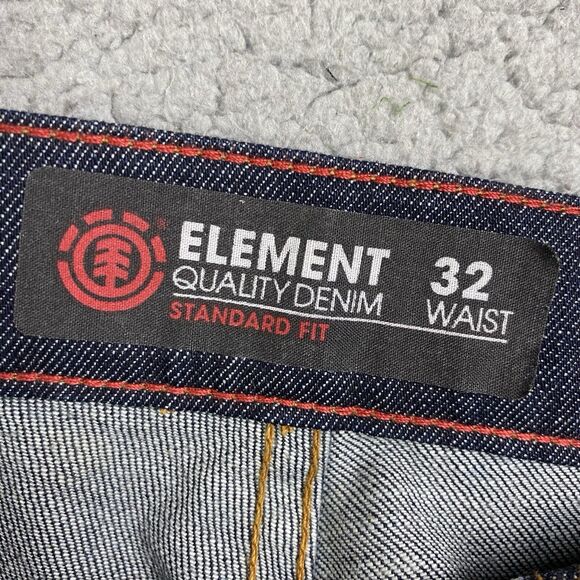 ELEMENT
QUALITY DENIM
STANDARD FIT
32
WAIST